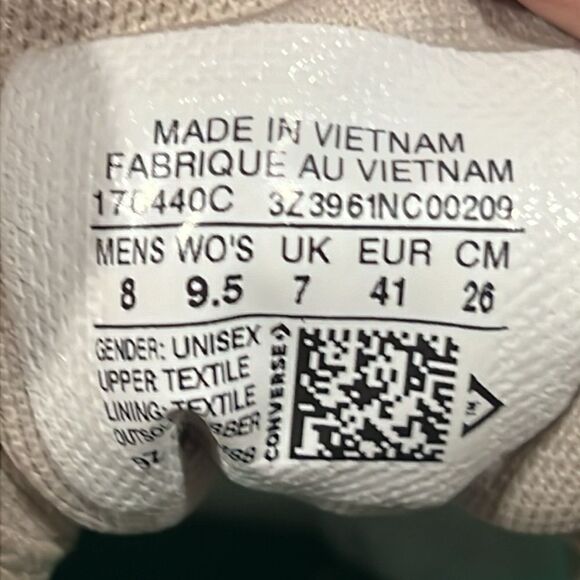 MADE IN VIETNAM
FABRIQUE AU VIETNAM
3Z3961NC00209
MENS WO'S UK EUR CM
8 9.5 7 41 26
GENDER: UNISEX
UPPER TEXTILE
LINING: TEXTILE
CONVERSE
TM